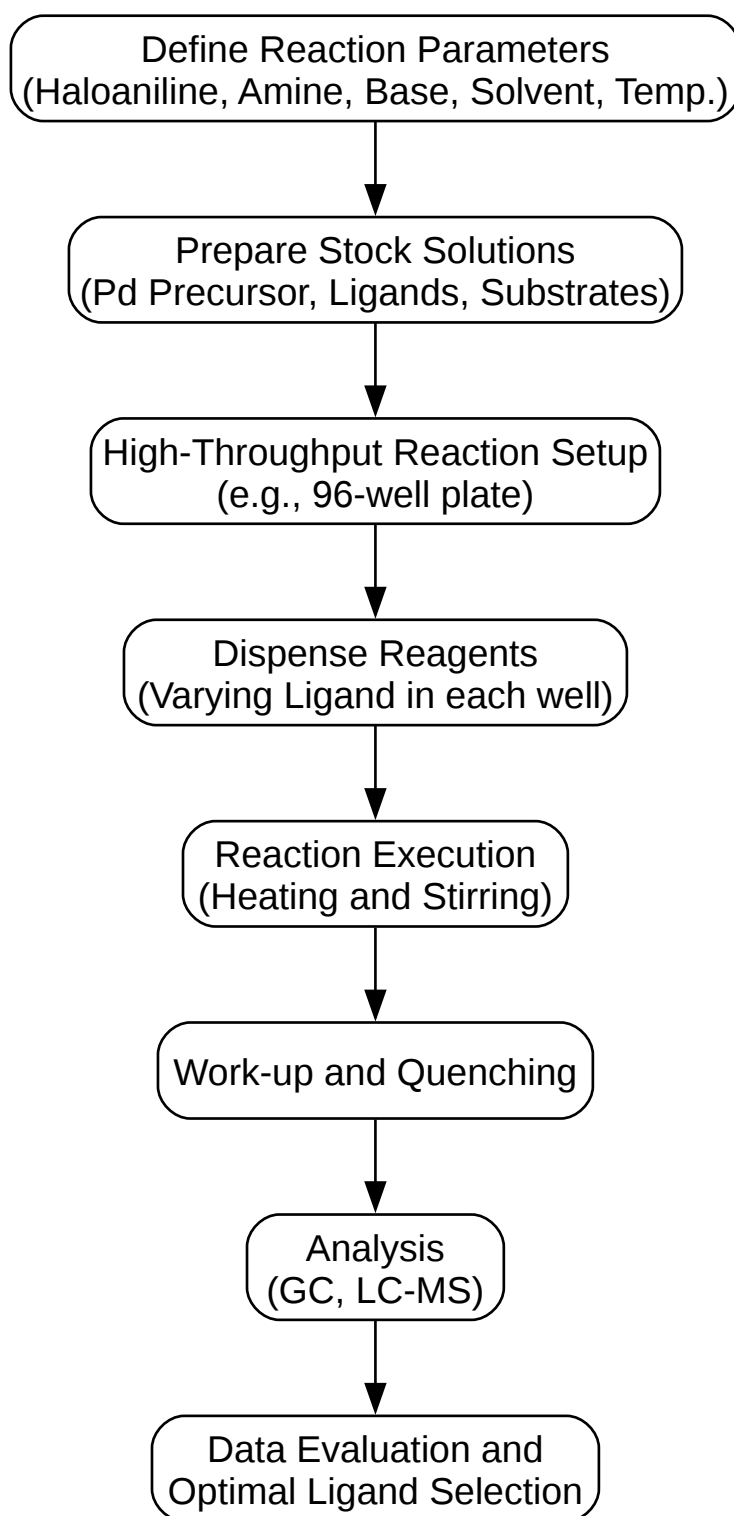 Define Reaction Parameters
(Haloaniline, Amine, Base, Solvent, Temp.)
Prepare Stock Solutions
(Pd Precursor, Ligands, Substrates)
High-Throughput Reaction Setup
(e.g., 96-well plate)
Dispense Reagents
(Varying Ligand in each well)
Reaction Execution
(Heating and Stirring)
Work-up and Quenching
Analysis
(GC, LC-MS)
Data Evaluation and
Optimal Ligand Selection